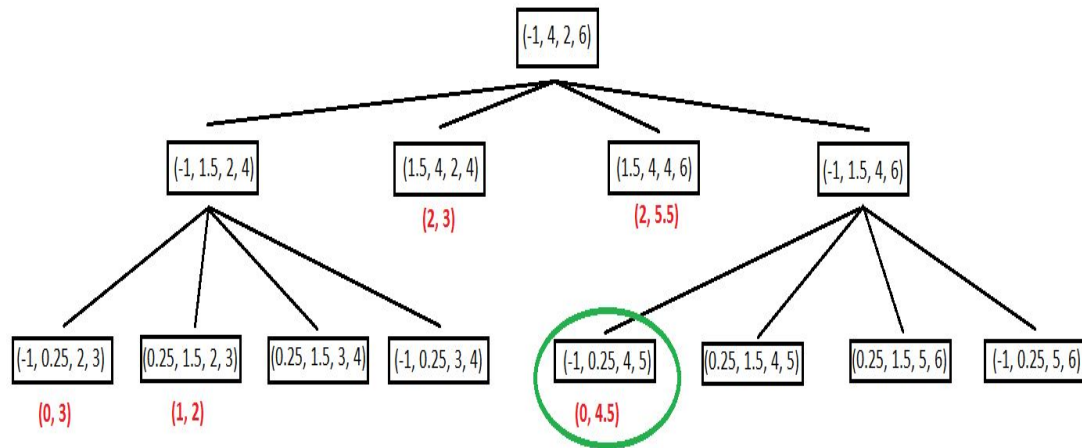 (-1, 4, 2, 6)
(-1, 1.5, 2, 4)
(1.5, 4, 2, 4)
(1.5, 4, 4, 6)
(-1, 1.5, 4, 6)
(2, 3)
(2, 5.5)
(-1, 0.25, 2, 3)
(0.25, 1.5, 2, 3)
(0.25, 1.5, 3, 4)
(-1, 0.25, 3, 4)
(-1, 0.25, 4, 5)
(0.25, 1.5, 4, 5)
(0.25, 1.5, 5, 6)
(-1, 0.25, 5, 6)
(0, 3)
(1, 2)
(0, 4.5)